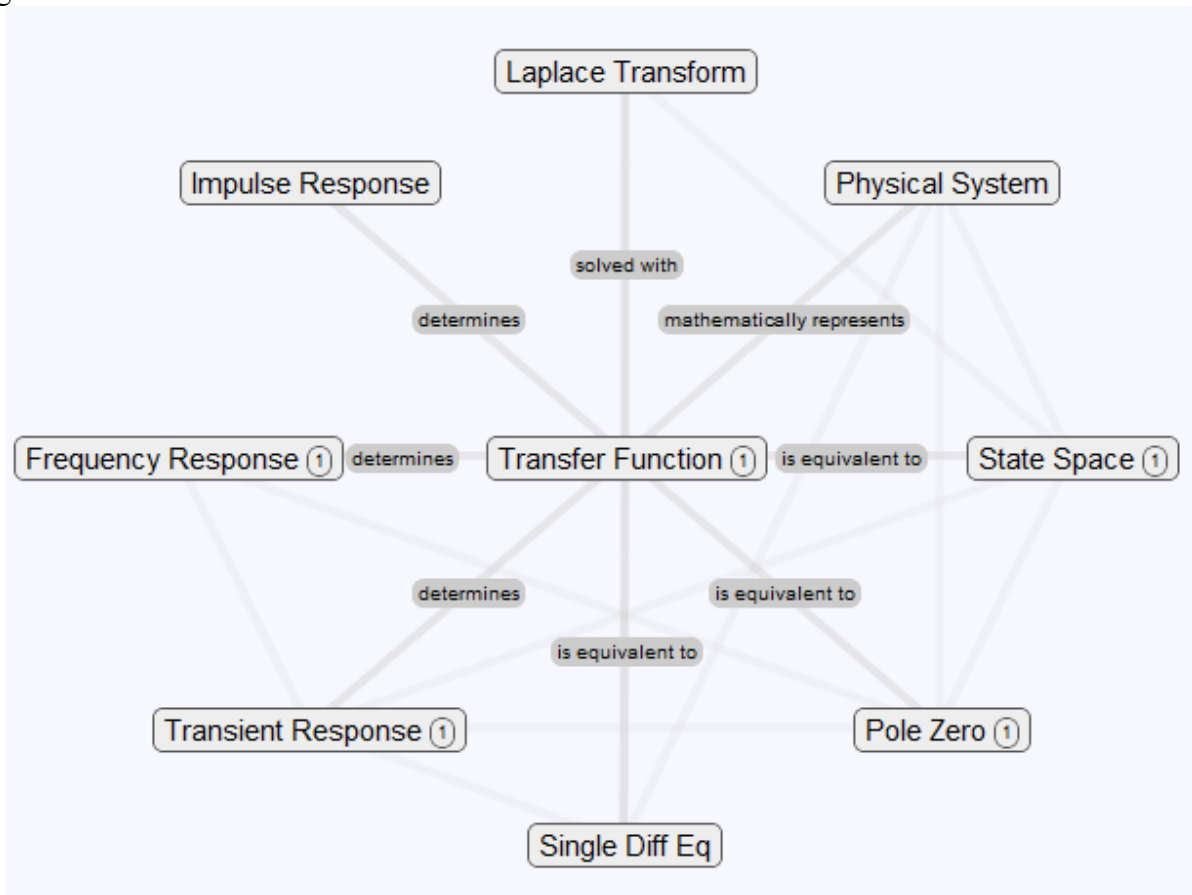 Laplace Transform
Impulse Response
Physical System
solved with
determines
mathematically represents
Frequency Response 1
determines
Transfer Function 1
is equivalent to
State Space 1
determines
is equivalent to
is equivalent to
Transient Response 1
Pole Zero 1
Single Diff Eq